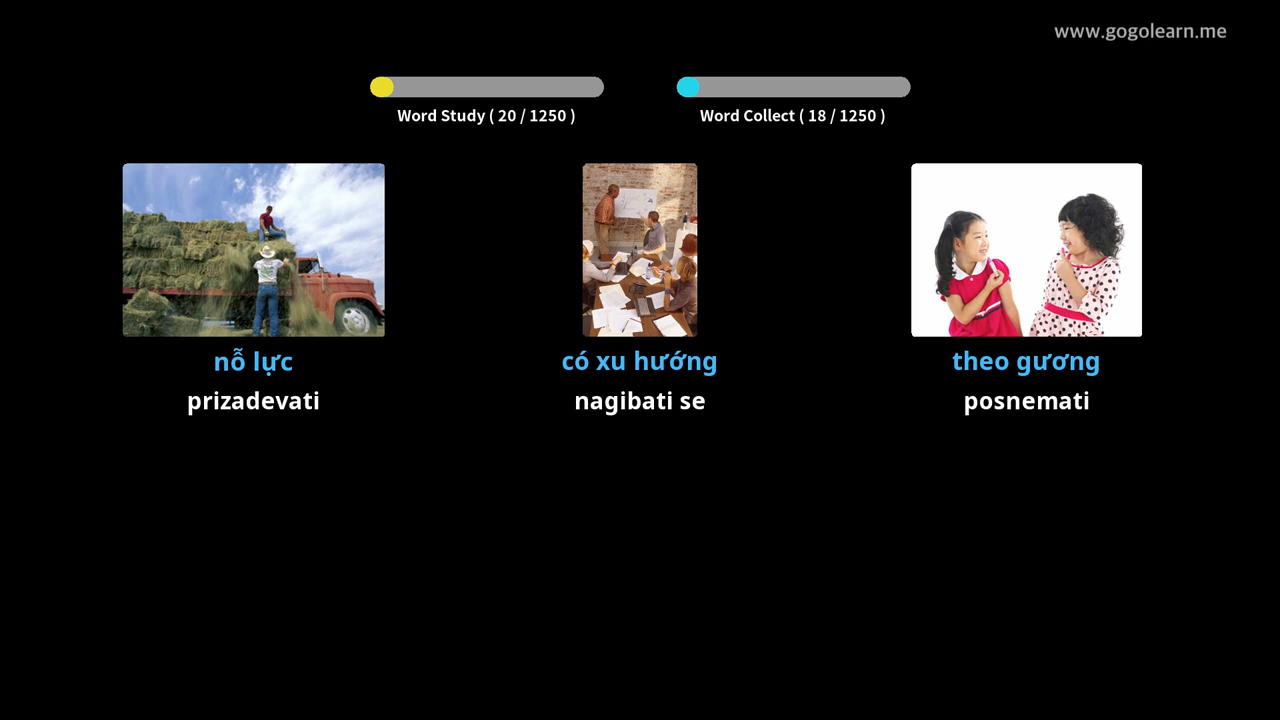 www.gogolearn.me
Word Study ( 20 / 1250 )
Word Collect ( 18 / 1250 )
nỗ lực
prizadevati
có xu hướng
nagibati se
theo gương
posnemati